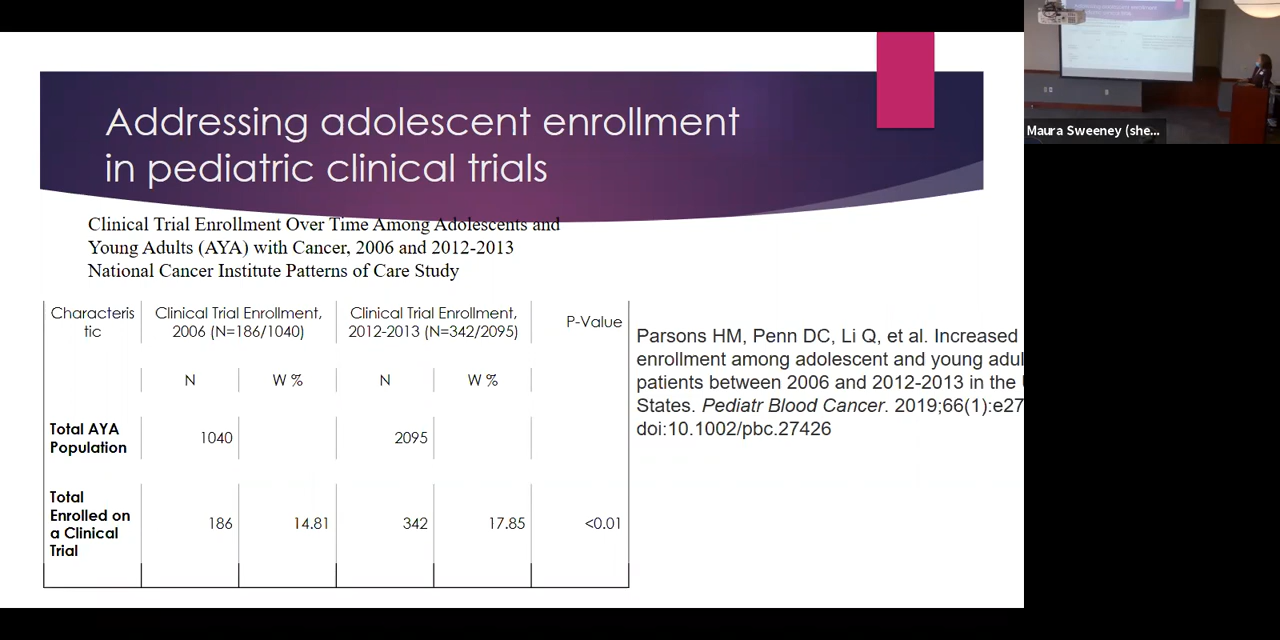 Addressing adolescent enrollment
in pediatric clinical trials
Clinical Trial Enrollment Over Time Among Adolescents and
Young Adults (AYA) with Cancer, 2006 and 2012-2013
National Cancer Institute Patterns of Care Study
Characteris
tic
Clinical Trial Enrollment,
2006 (N=186/1040)
Clinical Trial Enrollment,
2012-2013 (N=342/2095)
P-Value
N W % N W %
Total AYA
Population
1040 2095
Total
Enrolled on
a Clinical
Trial
186 14.81 342 17.85 <0.01
Parsons HM, Penn DC, Li Q, et al. Increased
enrollment among adolescent and young adul
patients between 2006 and 2012-2013 in the
States. Pediatr Blood Cancer. 2019;66(1):e27
doi:10.1002/pbc.27426
Maura Sweeney (she...